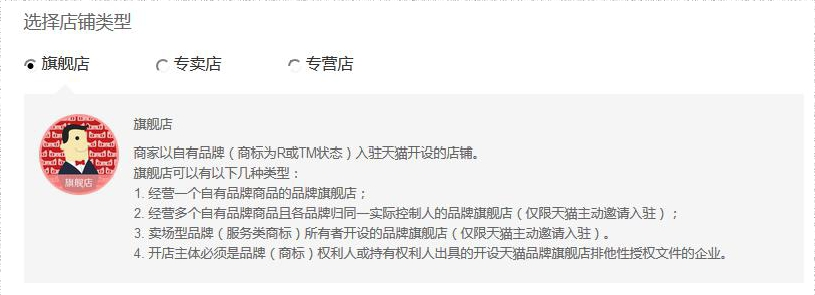 选择店铺类型
旗舰店 专卖店 专营店
旗舰店
商家以自有品牌（商标为R或TM状态）入驻天猫开设的店铺。
旗舰店可以有以下几种类型：
1. 经营一个自有品牌商品的品牌旗舰店；
2. 经营多个自有品牌商品且各品牌归同一实际控制人的品牌旗舰店（仅限天猫主动邀请入驻）；
3. 卖场型品牌（服务类商标）所有者开设的品牌旗舰店（仅限天猫主动邀请入驻）。
4. 开店主体必须是品牌（商标）权利人或持有权利人出具的开设天猫品牌旗舰店排他性授权文件的企业。
旗舰店